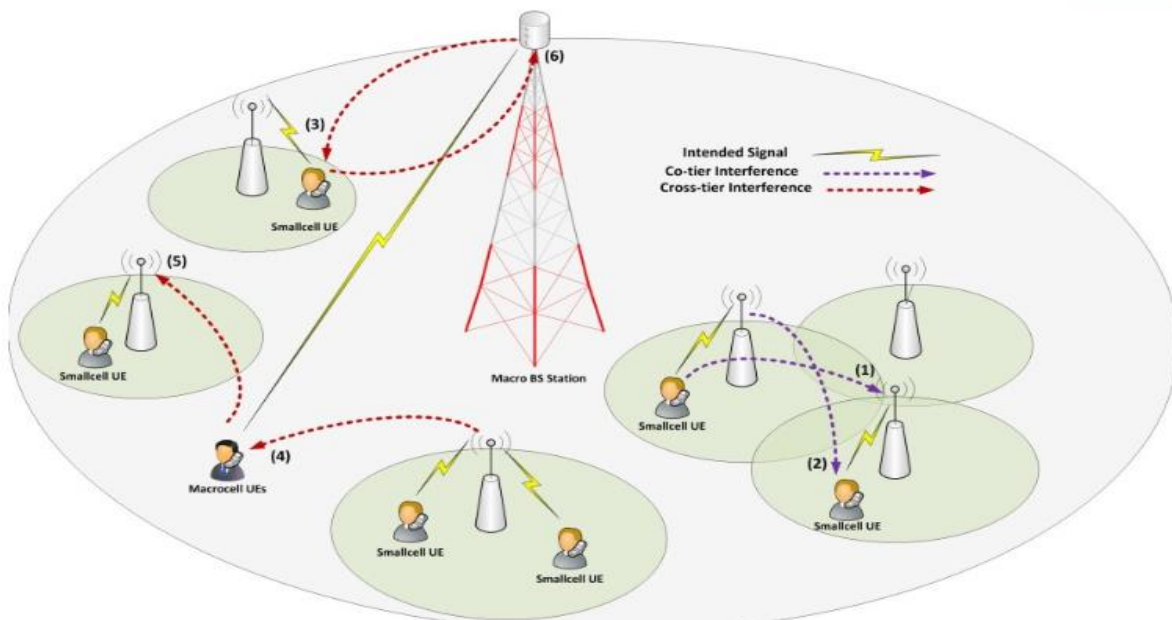 (6)
(3)
Intended Signal
Co-tier Interference
Cross-tier Interference
Smallcell UE
(5)
Smallcell UE
Macro BS Station
(1)
Smallcell UE
(2)
(4)
Macrocell UEs
Smallcell UE
Smallcell UE
Smallcell UE